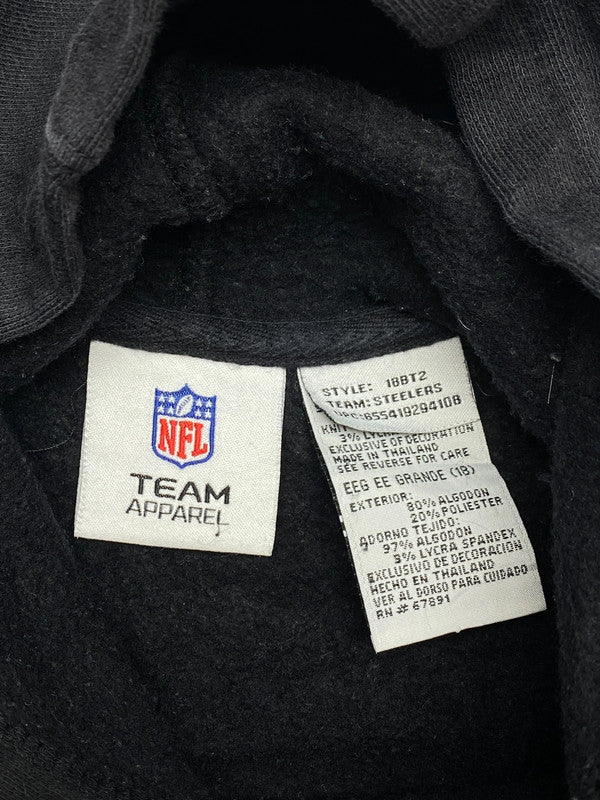 NFL
TEAM
APPAREL
STYLE: 18BT2
TEAM: STEELERS
855419294108
3% LYCRA
EXCLUSIVE OF DECORATION
MADE IN THAILAND
SEE REVERSE FOR CARE
EEG EE GRANDE (18)
EXTERIOR:
80% ALGODON
20% POLIESTER
ADORNO TEJIDO:
97% ALGODON
3% LYCRA SPANDEX
EXCLUSIVO DE DECORACION
HECHO EN THAILAND
VER AL DORSO PARA CUIDADO
RN # 67891